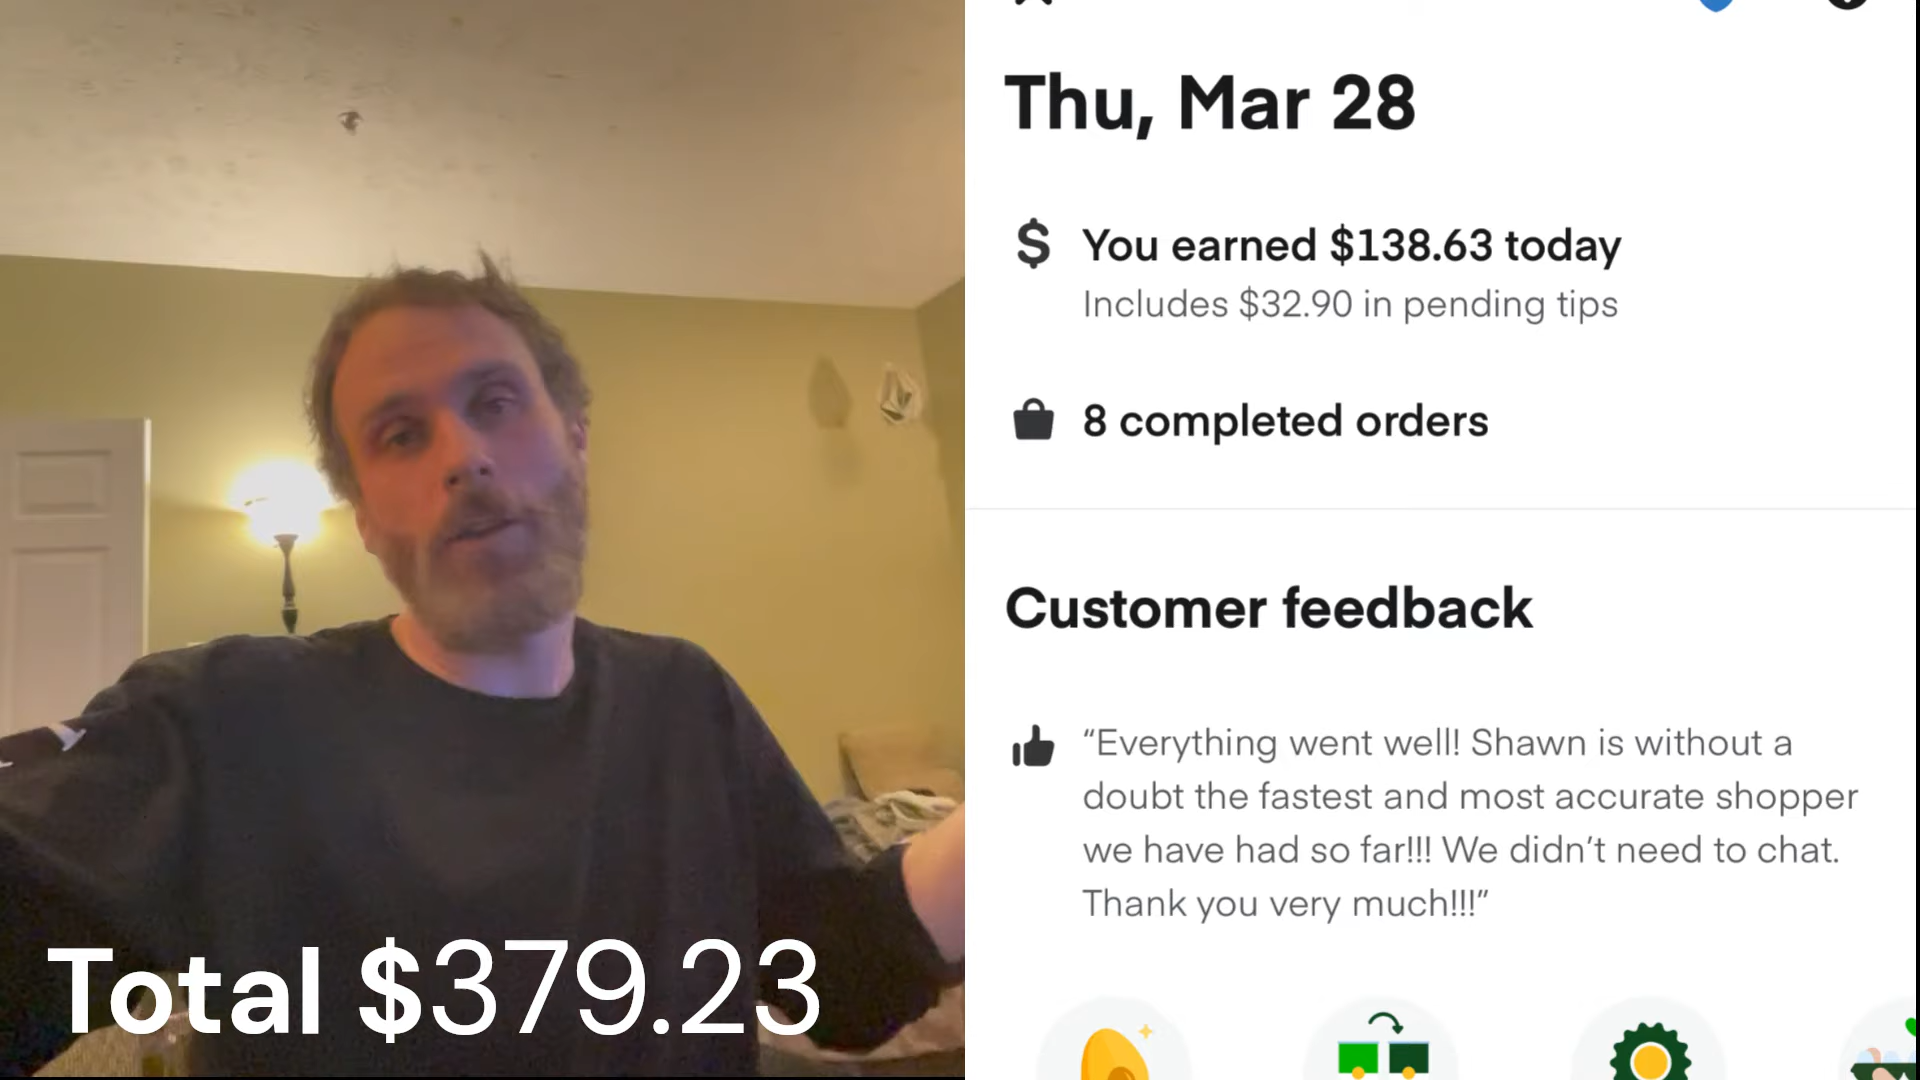 Total $379.23
Thu, Mar 28
You earned $138.63 today
Includes $32.90 in pending tips
8 completed orders
Customer feedback
“Everything went well! Shawn is without a
doubt the fastest and most accurate shopper
we have had so far!!! We didn’t need to chat.
Thank you very much!!!”